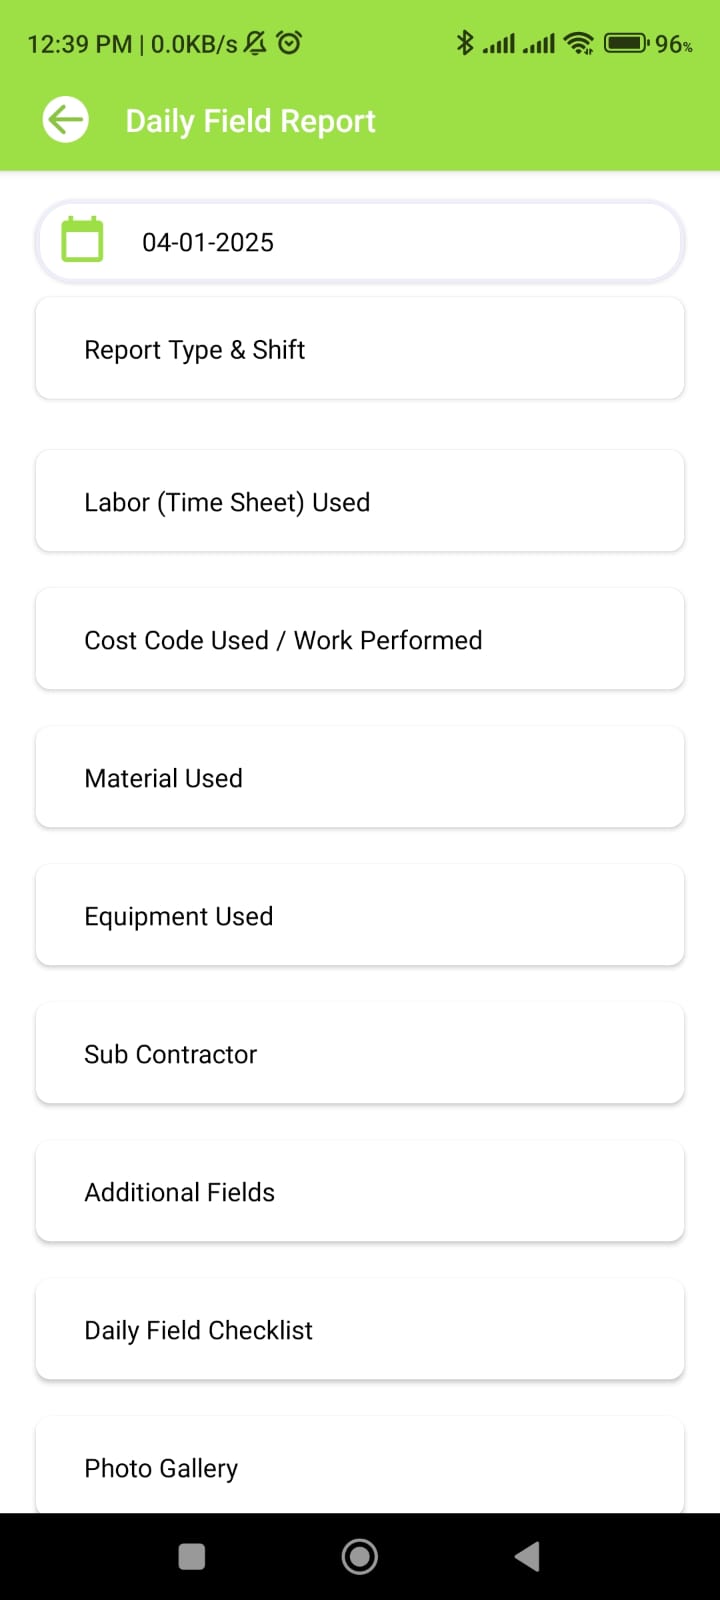 12:39 PM | 0.0KB/s 96%
Daily Field Report
04-01-2025
Report Type & Shift
Labor (Time Sheet) Used
Cost Code Used / Work Performed
Material Used
Equipment Used
Sub Contractor
Additional Fields
Daily Field Checklist
Photo Gallery